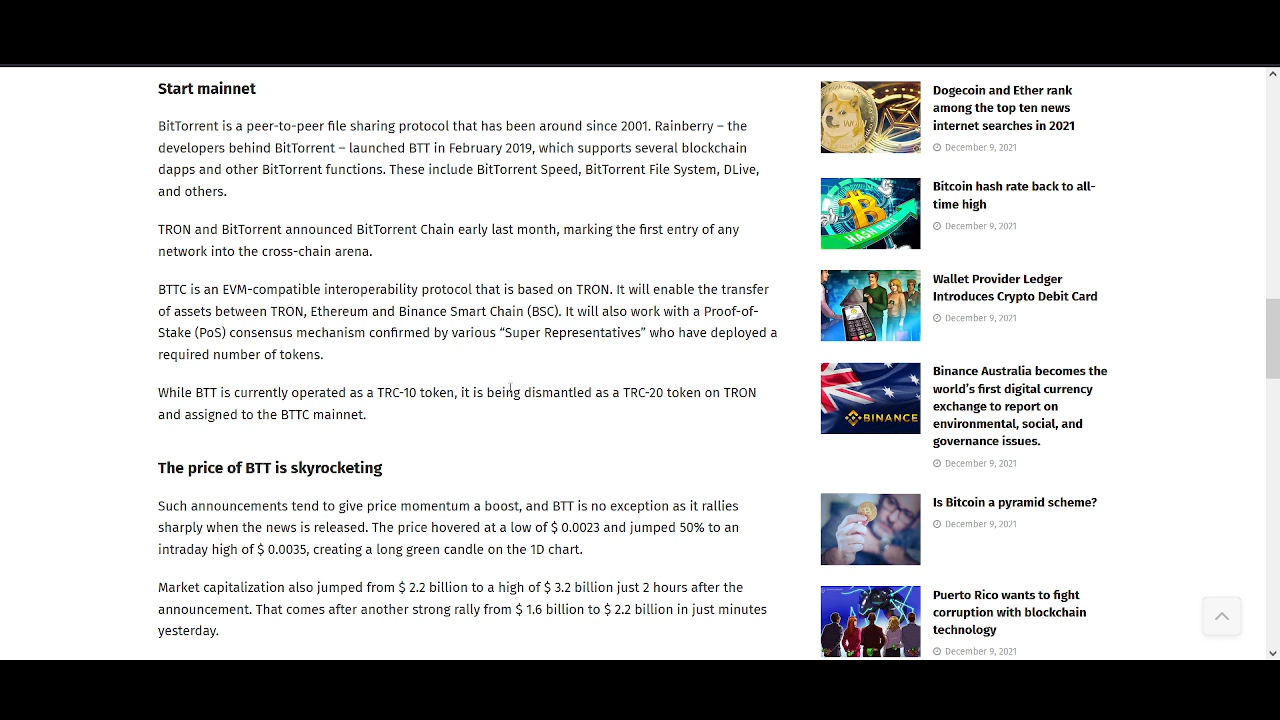 Start mainnet
BitTorrent is a peer-to-peer file sharing protocol that has been around since 2001. Rainberry – the
developers behind BitTorrent – launched BTT in February 2019, which supports several blockchain
dapps and other BitTorrent functions. These include BitTorrent Speed, BitTorrent File System, DLive,
and others.
TRON and BitTorrent announced BitTorrent Chain early last month, marking the first entry of any
network into the cross-chain arena.
BTTC is an EVM-compatible interoperability protocol that is based on TRON. It will enable the transfer
of assets between TRON, Ethereum and Binance Smart Chain (BSC). It will also work with a Proof-of-
Stake (PoS) consensus mechanism confirmed by various “Super Representatives” who have deployed a
required number of tokens.
While BTT is currently operated as a TRC-10 token, it is being dismantled as a TRC-20 token on TRON
and assigned to the BTTC mainnet.
The price of BTT is skyrocketing
Such announcements tend to give price momentum a boost, and BTT is no exception as it rallies
sharply when the news is released. The price hovered at a low of $ 0.0023 and jumped 50% to an
intraday high of $ 0.0035, creating a long green candle on the 1D chart.
Market capitalization also jumped from $ 2.2 billion to a high of $ 3.2 billion just 2 hours after the
announcement. That comes after another strong rally from $ 1.6 billion to $ 2.2 billion in just minutes
yesterday.
Dogecoin and Ether rank
among the top ten news
internet searches in 2021
December 9, 2021
Bitcoin hash rate back to all-
time high
December 9, 2021
HASH RATE
Wallet Provider Ledger
Introduces Crypto Debit Card
December 9, 2021
Binance Australia becomes the
world’s first digital currency
exchange to report on
environmental, social, and
governance issues.
December 9, 2021
BINANCE
Is Bitcoin a pyramid scheme?
December 9, 2021
Puerto Rico wants to fight
corruption with blockchain
technology
December 9, 2021